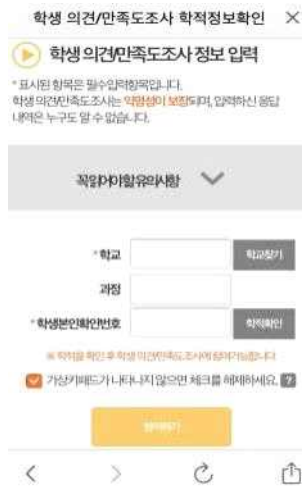 학생 의견/만족도조사 학적정보확인
학생 의견/만족도조사 정보 입력
* 표시된 항목은 필수입력항목입니다.
학생 의견/만족도조사는 익명성이 보장되며, 입력하신 응답
내역은 누구도 알 수 없습니다.
꼭 읽어야 할 유의사항
* 학교
학교찾기
과정
* 학생본인확인번호
학적확인
※ 학적을 확인 후 학생 의견/만족도조사에 참여가능합니다
가상키패드가 나타나지 않으면 체크를 해제하세요. ?
참여하기